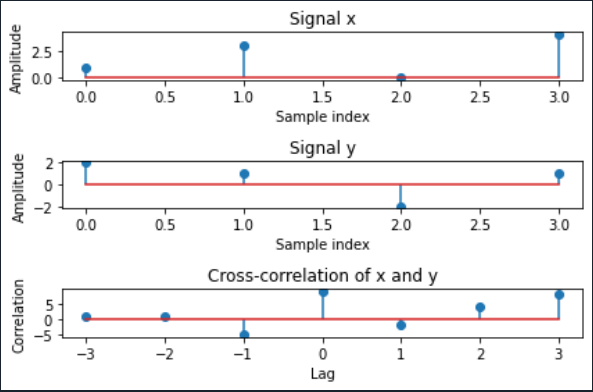 Signal x
Amplitude
2.5
0.0
0.0 0.5 1.0 1.5 2.0 2.5 3.0
Sample index
Signal y
Amplitude
2
0
−2
0.0 0.5 1.0 1.5 2.0 2.5 3.0
Sample index
Cross-correlation of x and y
Correlation
5
0
−5
−3 −2 −1 0 1 2 3
Lag